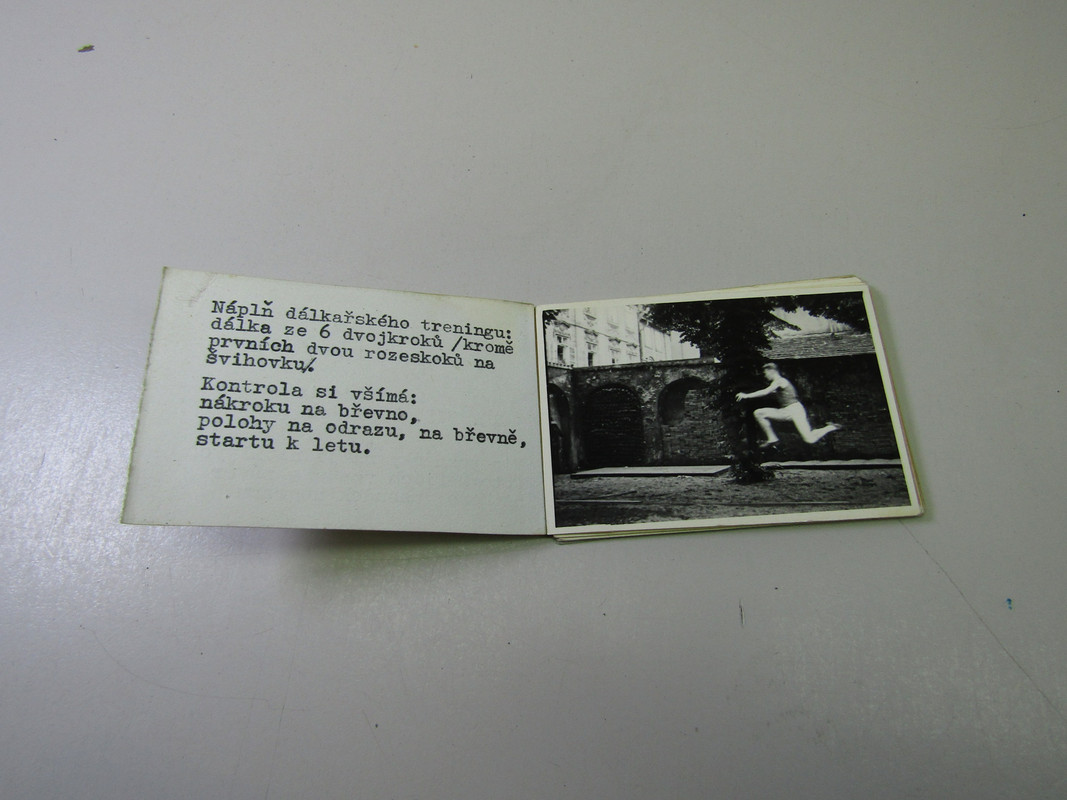 Náplň dálkařského treningu:
dálka ze 6 dvojkroků /kromě
prvních dvou rozeskoků na
švihovku/.
Kontrola si všímá:
nákroku na břevno,
polohy na odrazu, na břevně,
startu k letu.